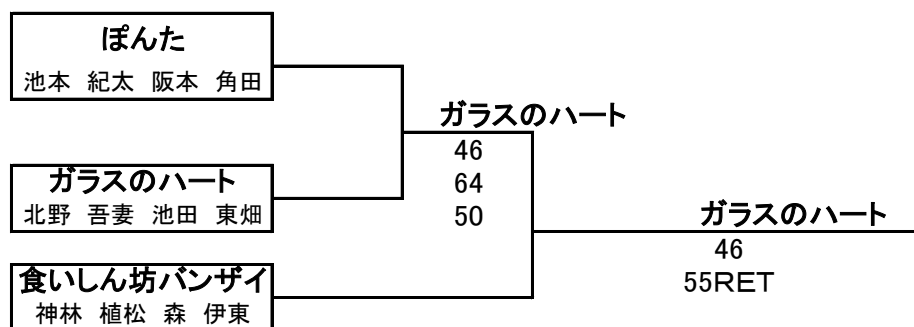 ぽんた
池本 紀太 阪本 角田
ガラスのハート
46
64
50
ガラスのハート
北野 吾妻 池田 東畑
ガラスのハート
46
55RET
食いしん坊バンザイ
神林 植松 森 伊東